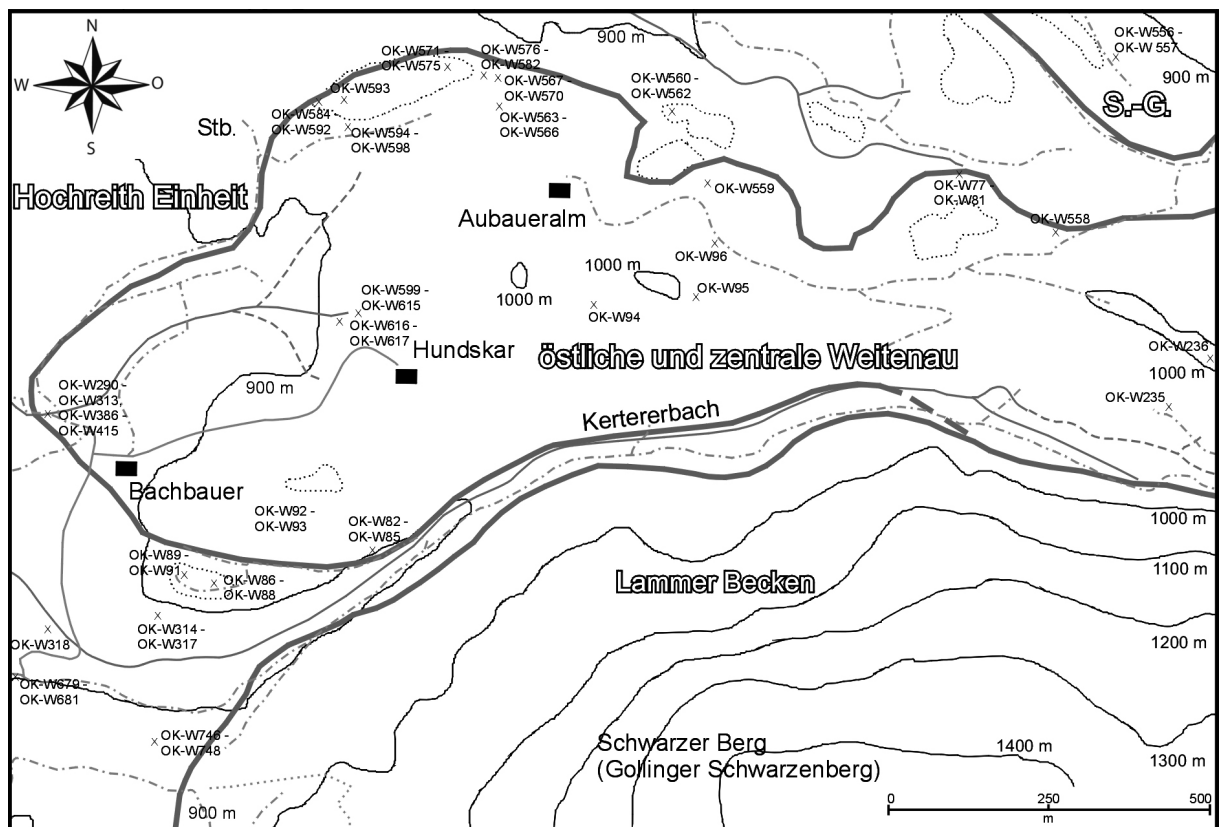 N
W
O
S
900 m
OK-W571 -
OK-W575
OK-W576 -
OK-W582
OK-W567
OK-W570
OK-W563 -
OK-W566
OK-W560 -
OK-W562
OK-W556 -
OK-W 557
900 m
S.-G.
OK-W593
OK-W584 -
OK-W592
OK-W594 -
OK-W598
Stb.
Hochreith Einheit
Aubaueralm
OK-W559
OK-W77 -
OK-W81
OK-W558
OK-W96
1000 m
1000 m
OK-W95
OK-W94
OK-W599 -
OK-W615
OK-W616 -
OK-W617
Hundskar
östliche und zentrale Weitenau
OK-W236
1000 m
OK-W235
900 m
OK-W290 -
OK-W313,
OK-W386 -
OK-W415
Kertererbach
Bachbauer
OK-W92 -
OK-W93
OK-W82 -
OK-W85
1000 m
OK-W89 -
OK-W91
OK-W86 -
OK-W88
Lammer Becken
1100 m
OK-W314 -
OK-W317
OK-W318
1200 m
OK-W679 -
OK-W681
OK-W746 -
OK-W748
Schwarzer Berg
(Gollinger Schwarzenberg)
1400 m
1300 m
900 m
0
250
500
m